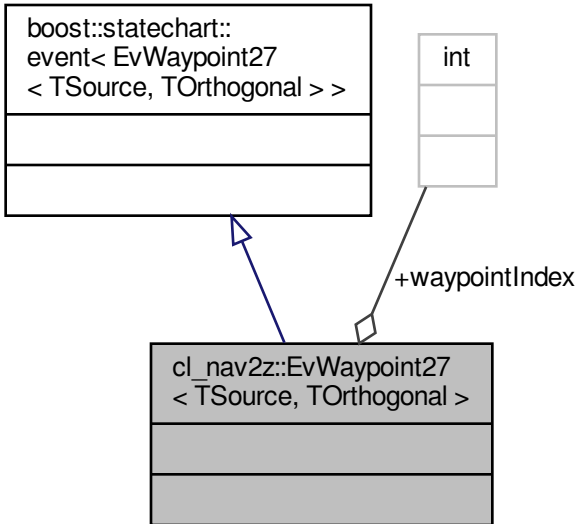 boost::statechart::
event< EvWaypoint27
< TSource, TOrthogonal > >
int
+waypointIndex
cl_nav2z::EvWaypoint27
< TSource, TOrthogonal >